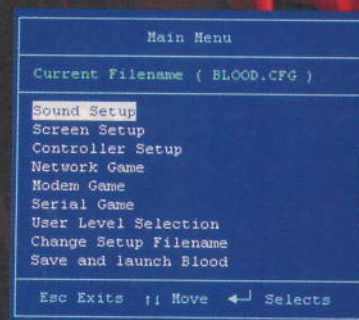 Main Menu
Current Filename ( BLOOD.CFG )
Sound Setup
Screen Setup
Controller Setup
Network Game
Modem Game
Serial Game
User Level Selection
Change Setup Filename
Save and launch Blood
Esc Exits ↑↓ Move ↵ Selects